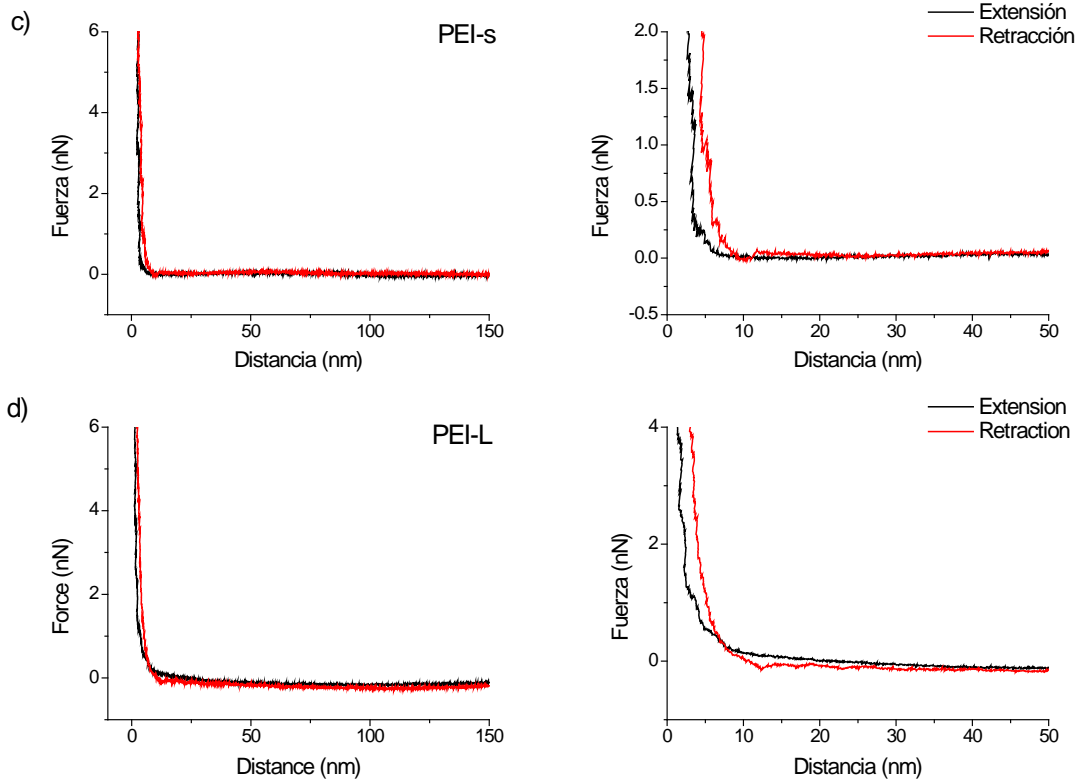 c)
PEI-s
6
4
2
0
Fuerza (nN)
0
50
100
150
Distancia (nm)
Extensión
Retracción
2.0
1.5
1.0
0.5
0.0
-0.5
Fuerza (nN)
0
10
20
30
40
50
Distancia (nm)
d)
PEI-L
6
4
2
0
Force (nN)
0
50
100
150
Distance (nm)
Extension
Retraction
4
2
0
Fuerza (nN)
0
10
20
30
40
50
Distancia (nm)